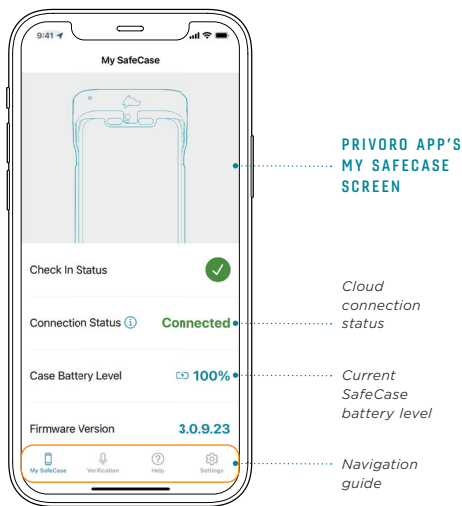 9:41
My SafeCase
PRIVORO APP'S
MY SAFECASE
SCREEN
Check In Status
Connection Status
Connected
Cloud
connection
status
Case Battery Level
100%
Current
SafeCase
battery level
Firmware Version
3.0.9.23
My SafeCase
Verification
Help
Settings
Navigation
guide